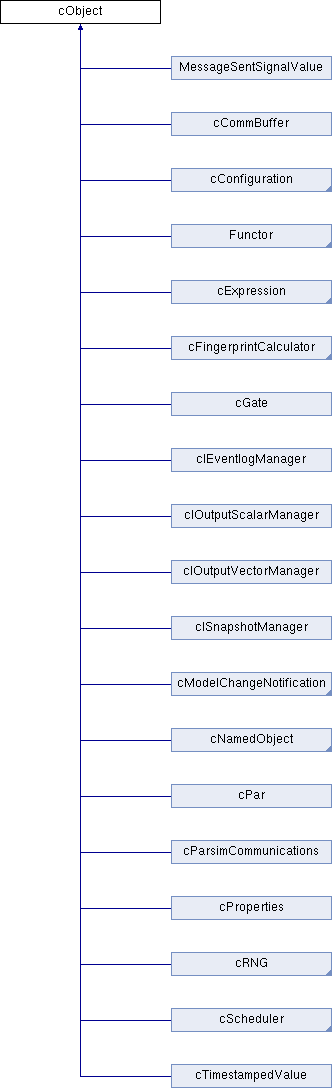 cObject
MessageSentSignalValue
cCommBuffer
cConfiguration
Functor
cExpression
cFingerprintCalculator
cGate
cIEventlogManager
cIOutputScalarManager
cIOutputVectorManager
cISnapshotManager
cModelChangeNotification
cNamedObject
cPar
cParsimCommunications
cProperties
cRNG
cScheduler
cTimestampedValue